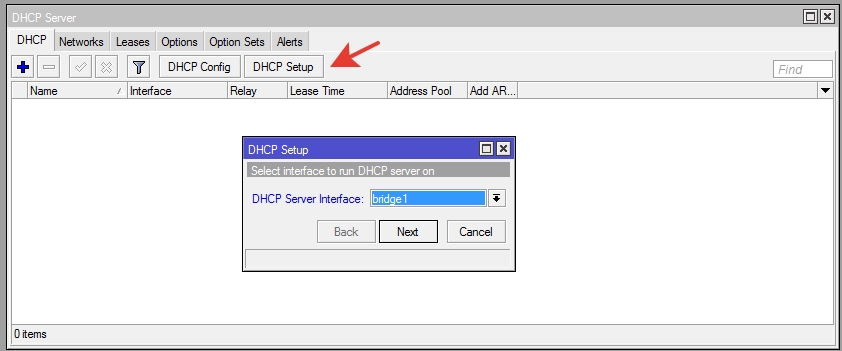 DHCP Server
DHCP Networks Leases Options Option Sets Alerts
DHCP Config DHCP Setup Find
Name Interface Relay Lease Time Address Pool Add AR...
DHCP Setup
Select interface to run DHCP server on
DHCP Server Interface: bridge1
Back Next Cancel
0 items